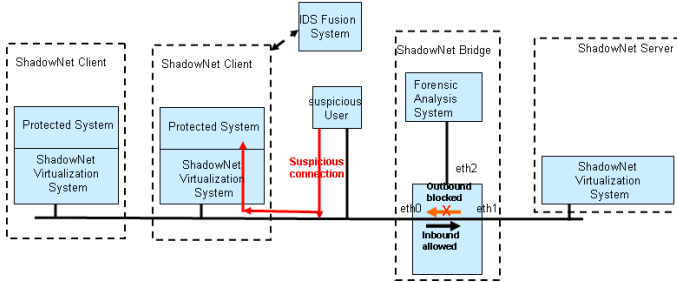 IDS Fusion
System
ShadowNet Client
Protected System
ShadowNet
Virtualization
System
ShadowNet Client
Protected System
ShadowNet
Virtualization
System
suspicious
User
Suspicious
connection
ShadowNet Bridge
Forensic
Analysis
System
eth2
Outbound
blocked
eth0
X
eth1
Inbound
allowed
ShadowNet Server
ShadowNet
Virtualization
System